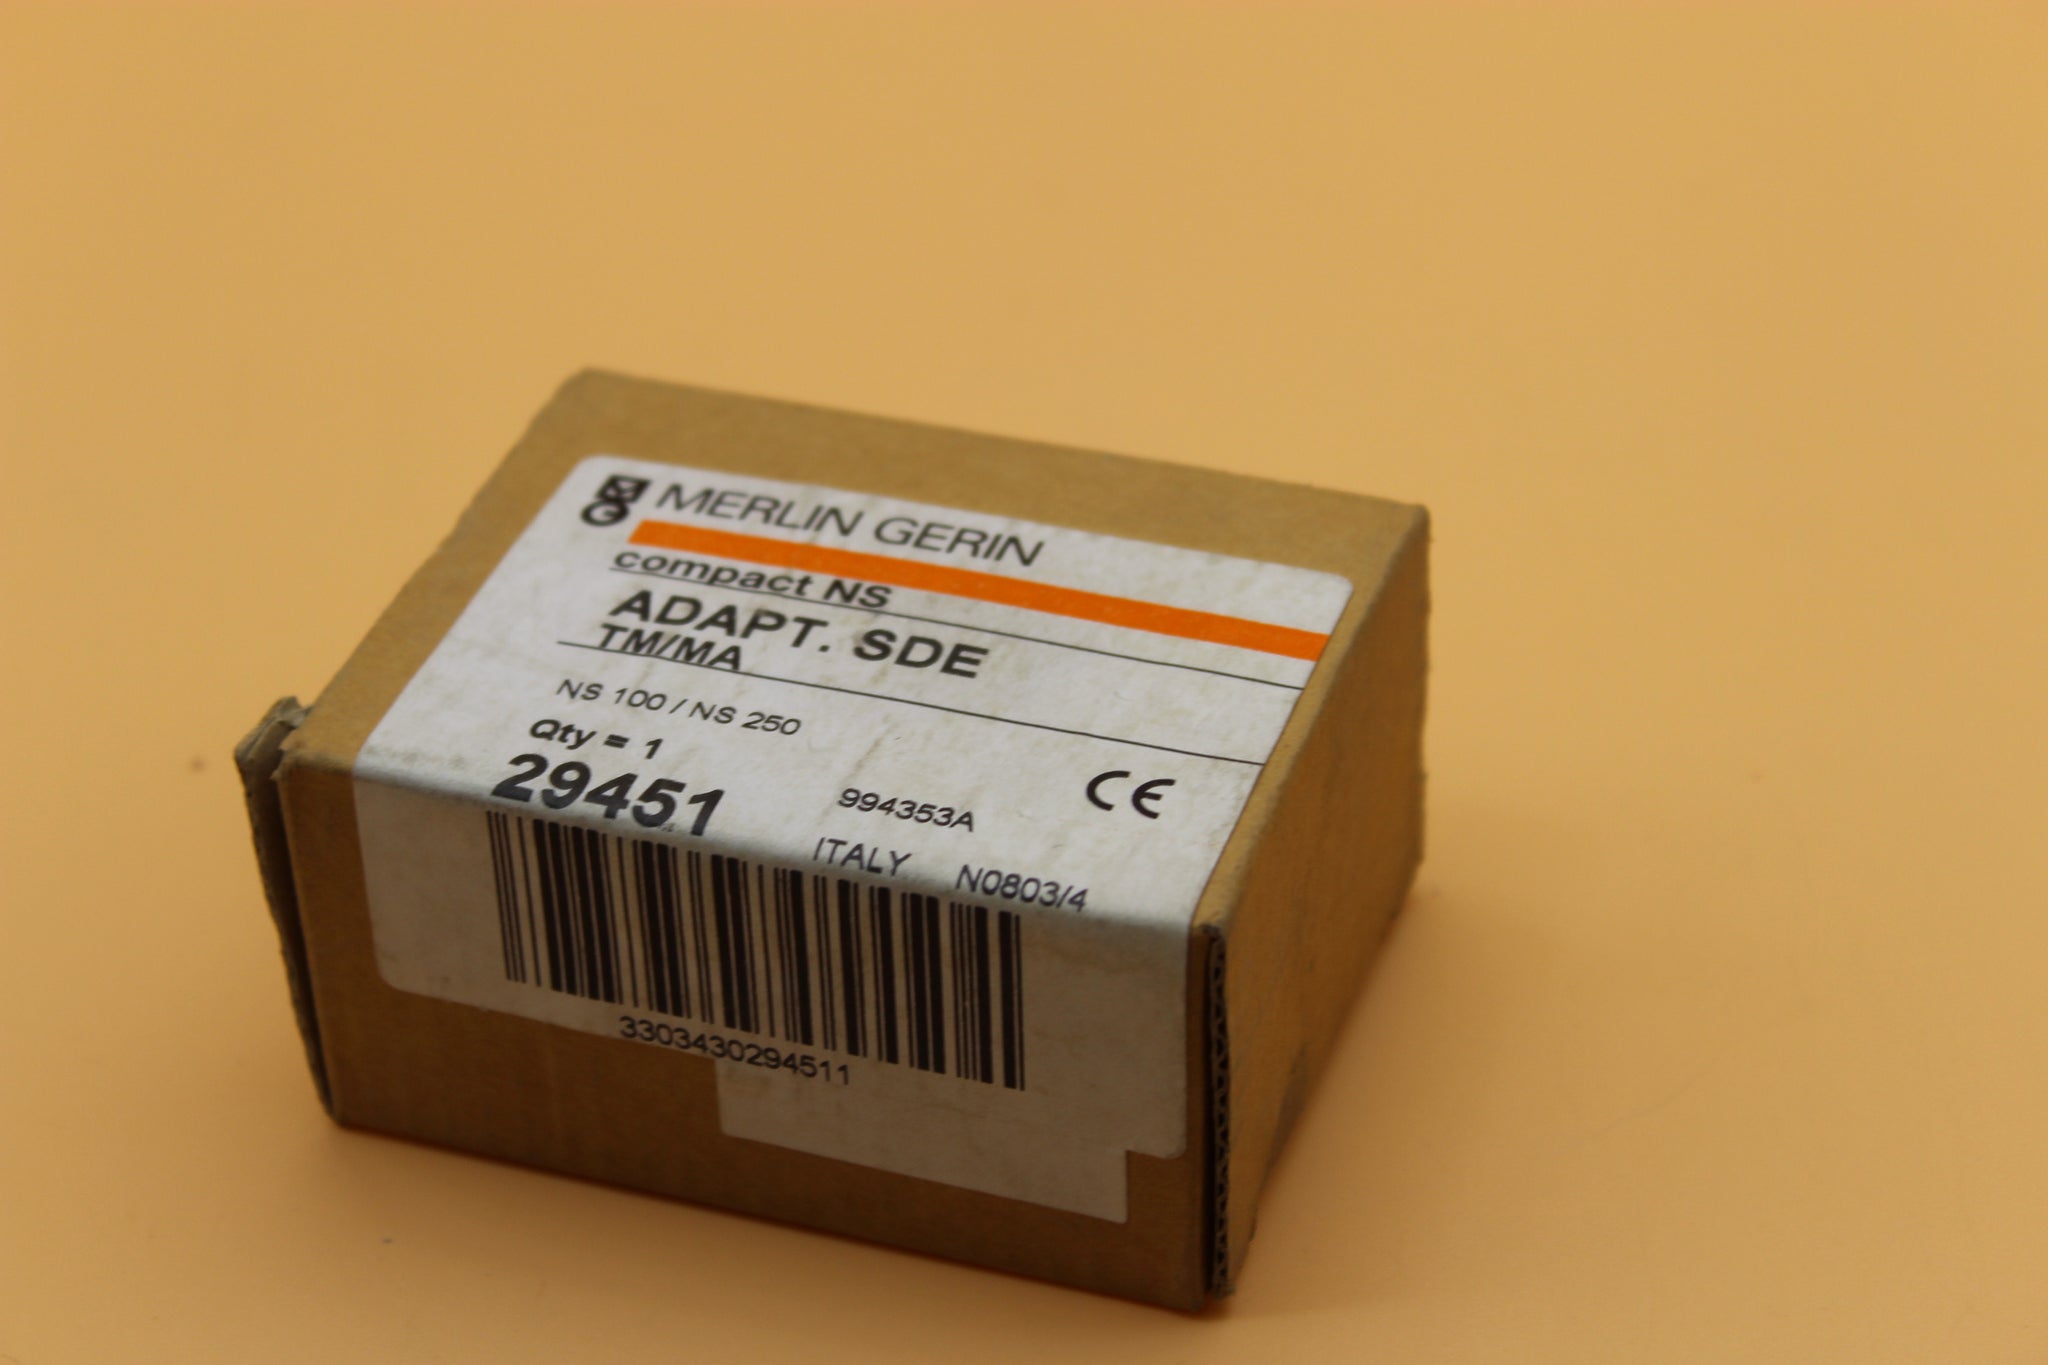 MG MERLIN GERIN
compact NS
ADAPT. SDE
TM/MA
NS 100 / NS 250
Qty = 1
29451
994353A
CE
ITALY N0803/4
3303430294511